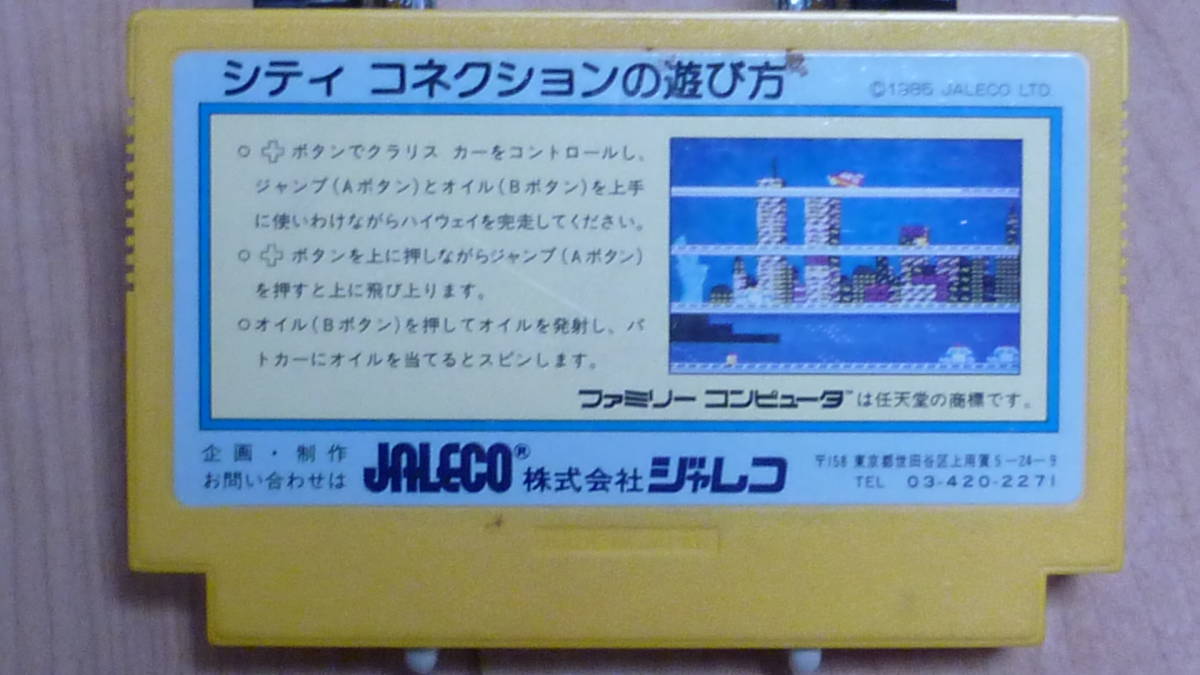 シティ コネクションの遊び方
©1985 JALECO LTD.
○ ボタンでクラリス カーをコントロールし、
ジャンプ(Aボタン)とオイル(Bボタン)を上手
に使いわけながらハイウェイを完走してください。
○ ボタンを上に押しながらジャンプ(Aボタン)
を押すと上に飛び上ります。
○オイル(Bボタン)を押してオイルを発射し、パ
トカーにオイルを当てるとスピンします。
ファミリー コンピュータ™は任天堂の商標です。
企画・制作
お問い合わせは
JALECO® 株式会社ジャレコ
〒158 東京都世田谷区上用賀5-24-9
TEL 03-420-2271